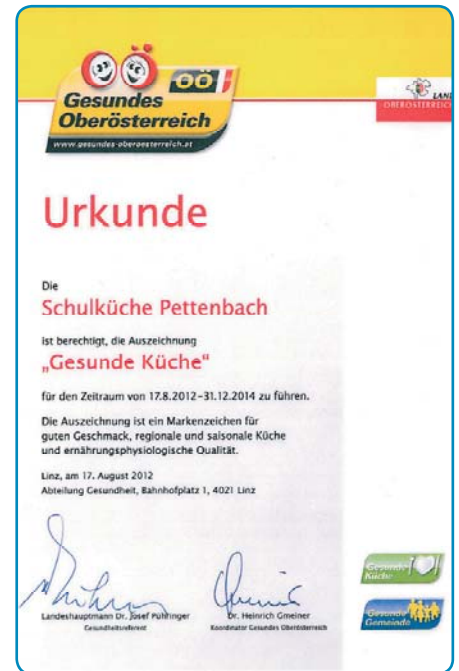 OÖ
Gesundes
Oberösterreich
www.gesundes-oberoesterreich.at
LAND
OBERÖSTERREICH
Urkunde
Die
Schulküche Pettenbach
ist berechtigt, die Auszeichnung
„Gesunde Küche“
für den Zeitraum von 17.8.2012–31.12.2014 zu führen.
Die Auszeichnung ist ein Markenzeichen für
guten Geschmack, regionale und saisonale Küche
und ernährungsphysiologische Qualität.
Linz, am 17. August 2012
Abteilung Gesundheit, Bahnhofplatz 1, 4021 Linz
Landeshauptmann Dr. Josef Pühringer
Gesundheitsreferent
Dr. Heinrich Gmeiner
Koordinator Gesundes Oberösterreich
Gesunde
Küche
Gesunde
Gemeinde